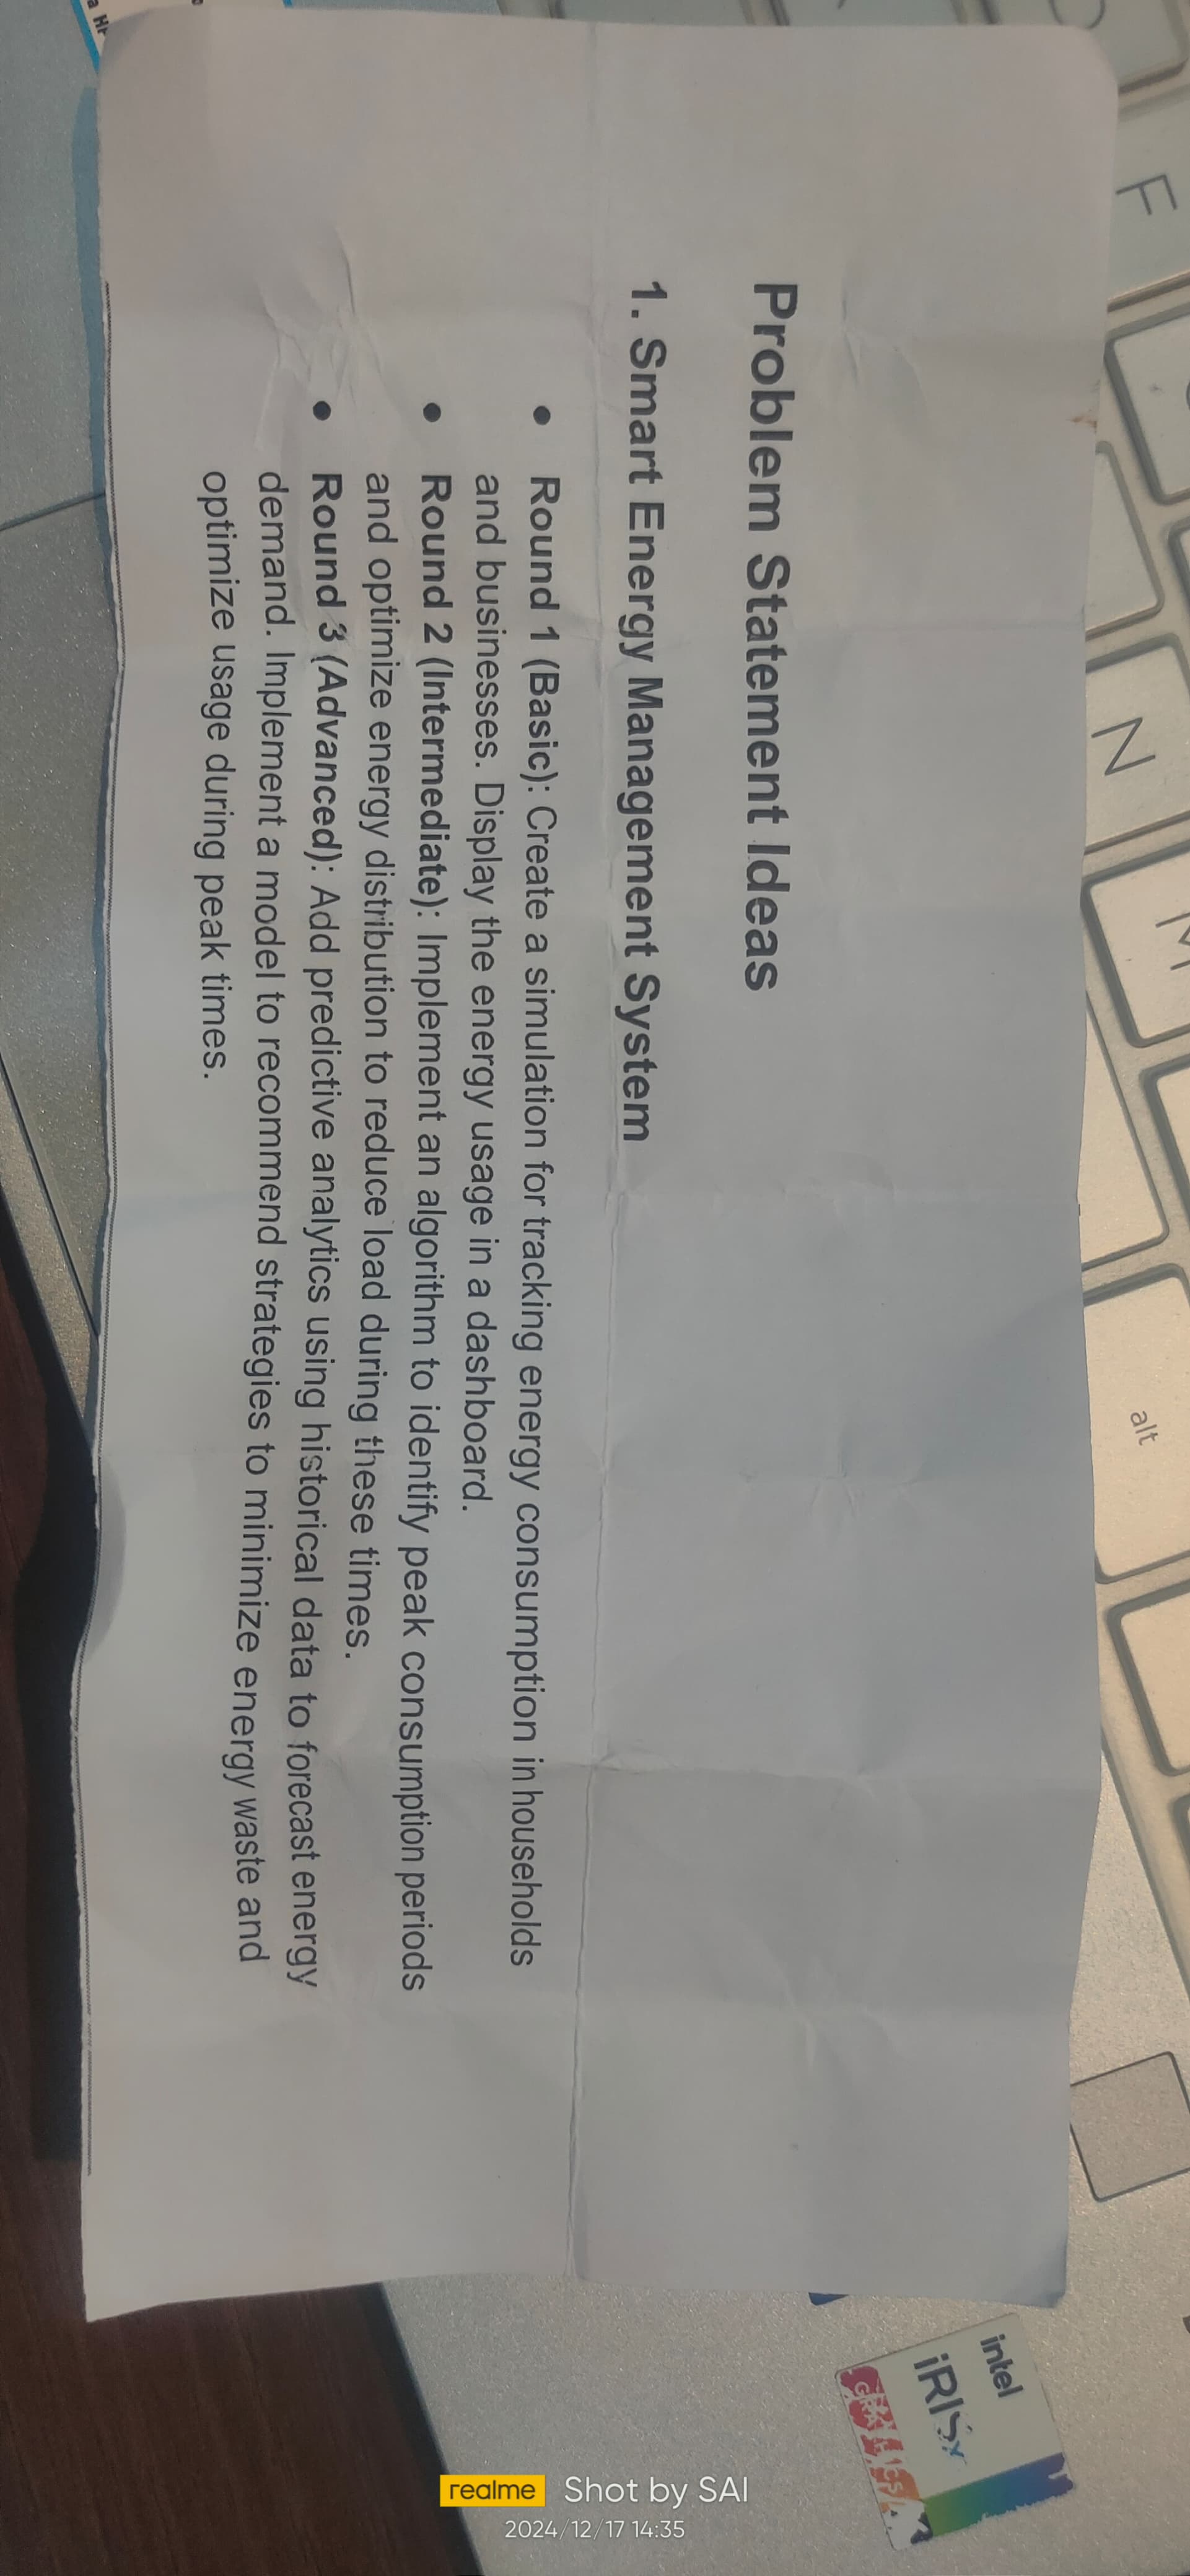 Problem Statement Ideas
1. Smart Energy Management System
● Round 1 (Basic): Create a simulation for tracking energy consumption in households
and businesses. Display the energy usage in a dashboard.
● Round 2 (Intermediate): Implement an algorithm to identify peak consumption periods
and optimize energy distribution to reduce load during these times.
● Round 3 (Advanced): Add predictive analytics using historical data to forecast energy
demand. Implement a model to recommend strategies to minimize energy waste and
optimize usage during peak times.
F
N
M
alt
intel
iRIS
realme Shot by SAI
2024/12/17 14:35